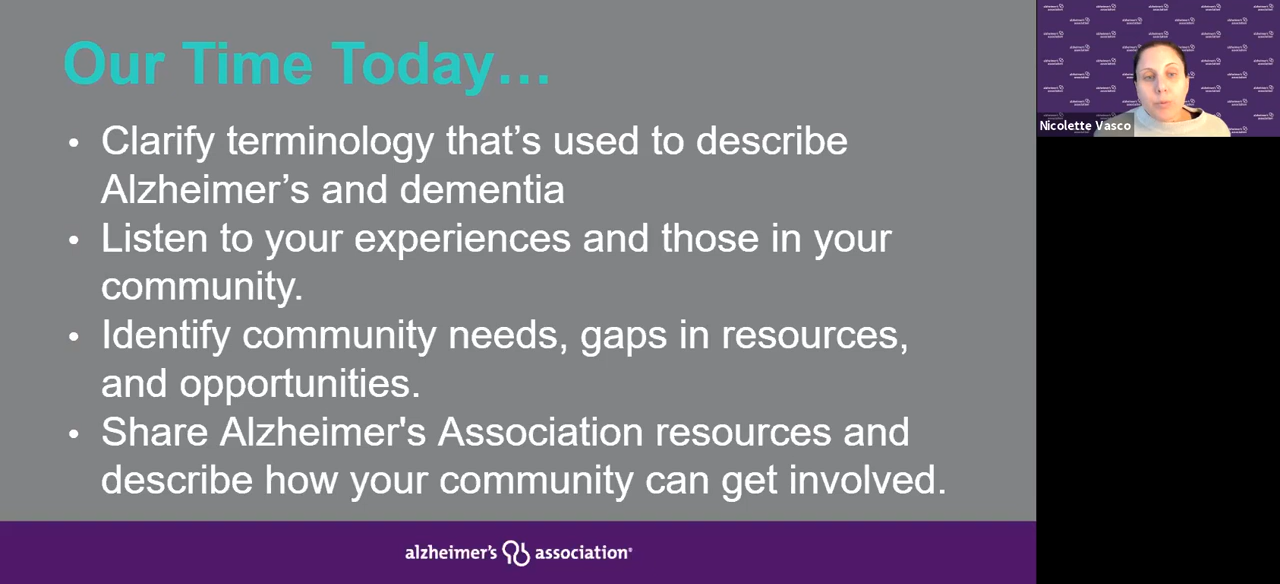 Our Time Today…
• Clarify terminology that’s used to describe
Alzheimer’s and dementia
• Listen to your experiences and those in your
community.
• Identify community needs, gaps in resources,
and opportunities.
• Share Alzheimer's Association resources and
describe how your community can get involved.
alzheimer's association®
Nicolette Vasco